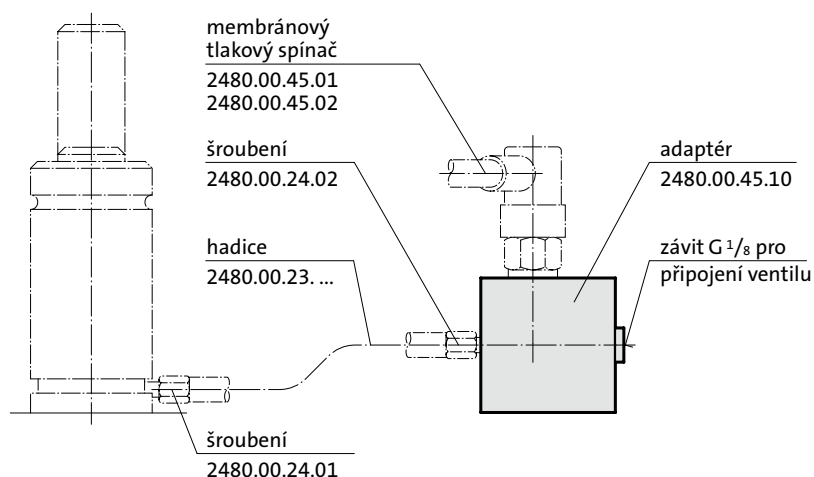 membránový
tlakový spínač
2480.00.45.01
2480.00.45.02
šroubení
2480.00.24.02
adaptér
2480.00.45.10
hadice
2480.00.23. ...
závit G 1/8 pro
připojení ventilu
šroubení
2480.00.24.01